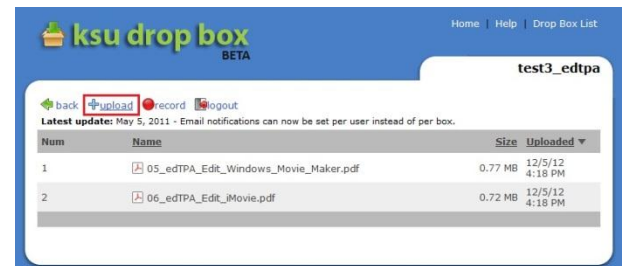 ksu drop box
BETA
Home | Help | Drop Box List
test3_edtpa
back upload record logout
Latest update: May 5, 2011 - Email notifications can now be set per user instead of per box.
Num Name Size Uploaded ▼
1 05_edTPA_Edit_Windows_Movie_Maker.pdf 0.77 MB 12/5/12
4:18 PM
2 06_edTPA_Edit_iMovie.pdf 0.72 MB 12/5/12
4:18 PM